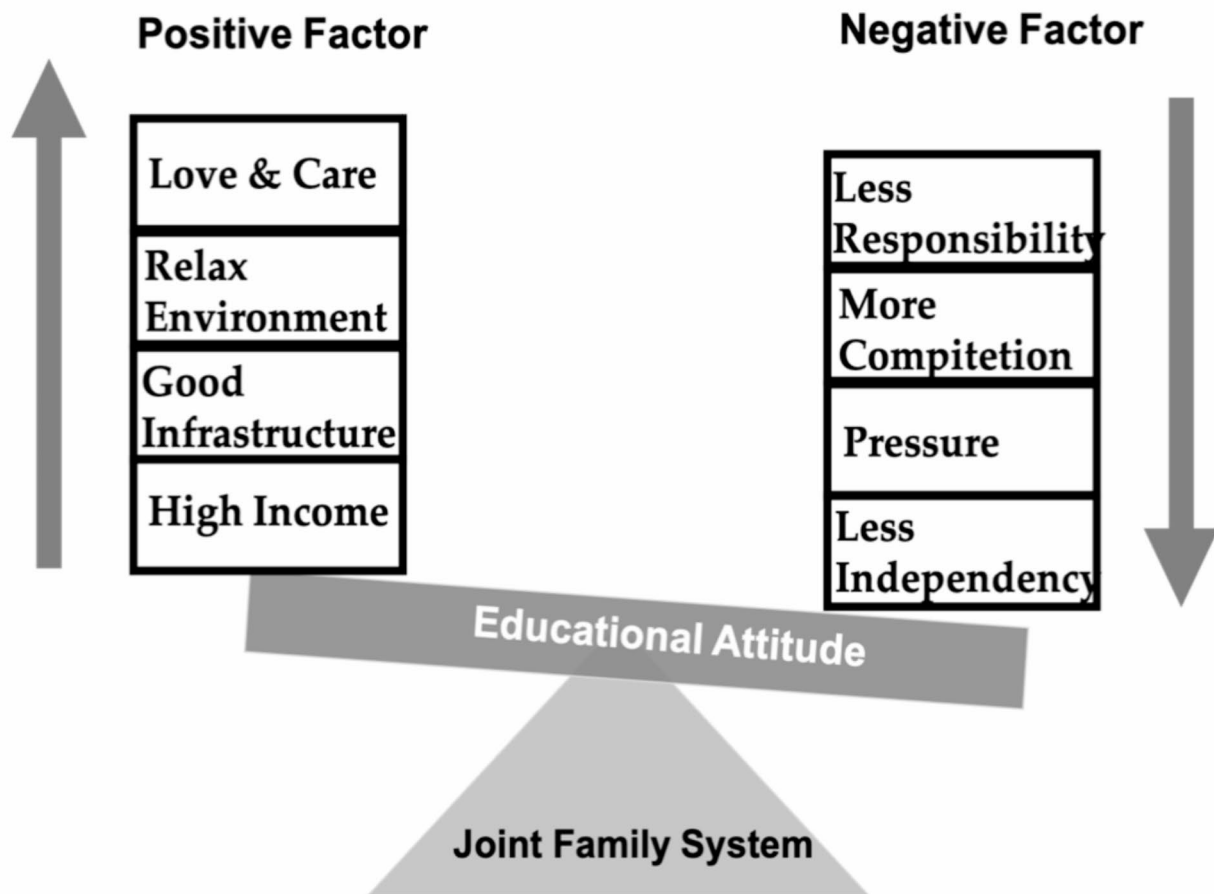 Positive Factor
Negative Factor
Love & Care
Relax
Environment
Good
Infrastructure
High Income
Less
Responsibility
More
Compitetion
Pressure
Less
Independency
Educational Attitude
Joint Family System